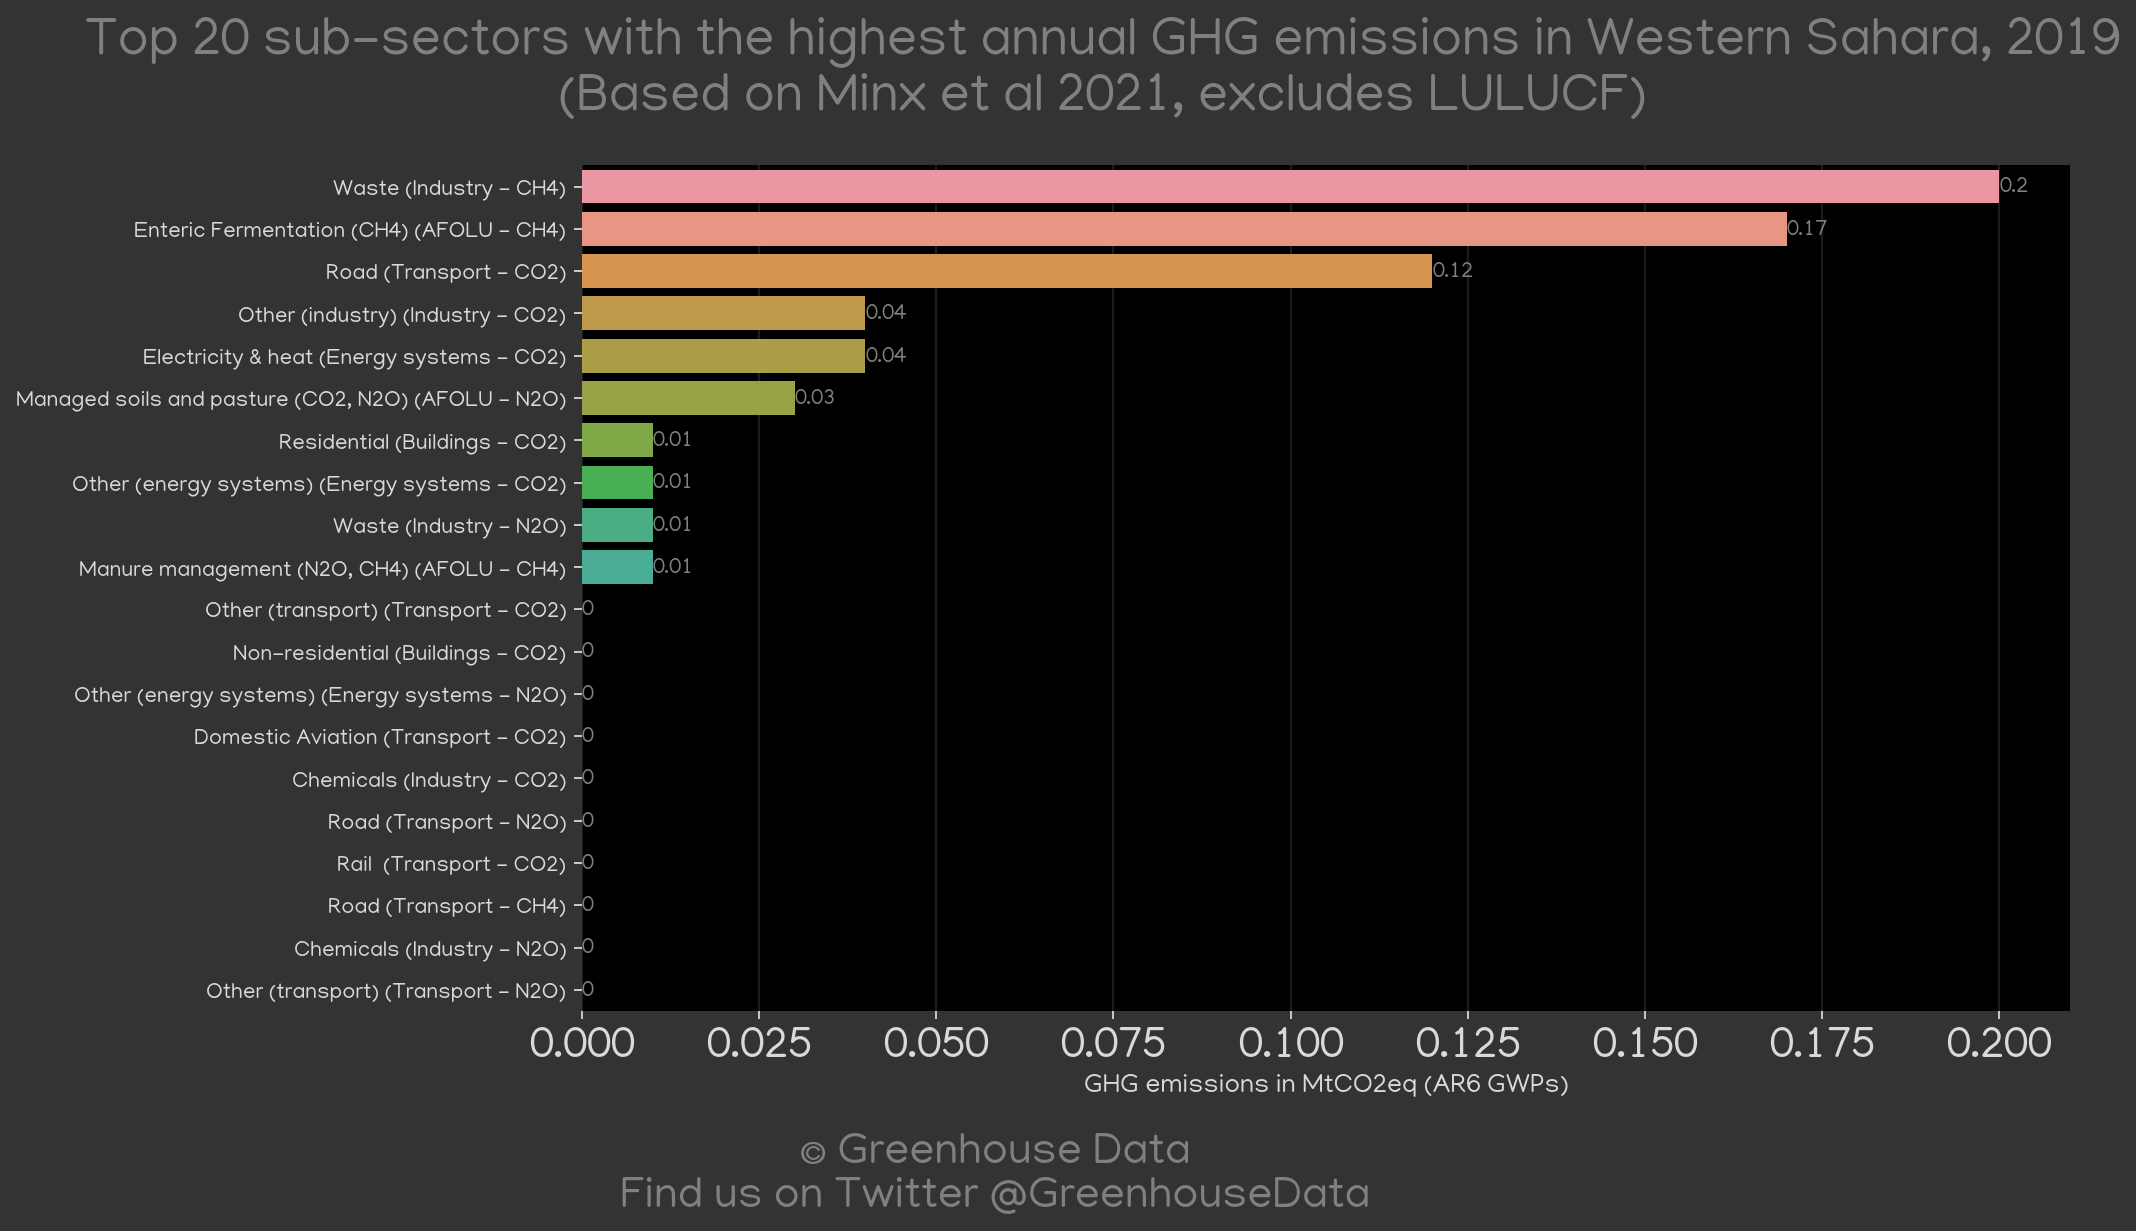 Top 20 sub-sectors with the highest annual GHG emissions in Western Sahara, 2019
(Based on Minx et al 2021, excludes LULUCF)
Waste (Industry - CH4) 0.2
Enteric Fermentation (CH4) (AFOLU - CH4) 0.17
Road (Transport - CO2) 0.12
Other (industry) (Industry - CO2) 0.04
Electricity & heat (Energy systems - CO2) 0.04
Managed soils and pasture (CO2, N2O) (AFOLU - N2O) 0.03
Residential (Buildings - CO2) 0.01
Other (energy systems) (Energy systems - CO2) 0.01
Waste (Industry - N2O) 0.01
Manure management (N2O, CH4) (AFOLU - CH4) 0.01
Other (transport) (Transport - CO2) 0
Non-residential (Buildings - CO2) 0
Other (energy systems) (Energy systems - N2O) 0
Domestic Aviation (Transport - CO2) 0
Chemicals (Industry - CO2) 0
Road (Transport - N2O) 0
Rail (Transport - CO2) 0
Road (Transport - CH4) 0
Chemicals (Industry - N2O) 0
Other (transport) (Transport - N2O) 0
0.000 0.025 0.050 0.075 0.100 0.125 0.150 0.175 0.200
GHG emissions in MtCO2eq (AR6 GWPs)
© Greenhouse Data
Find us on Twitter @GreenhouseData